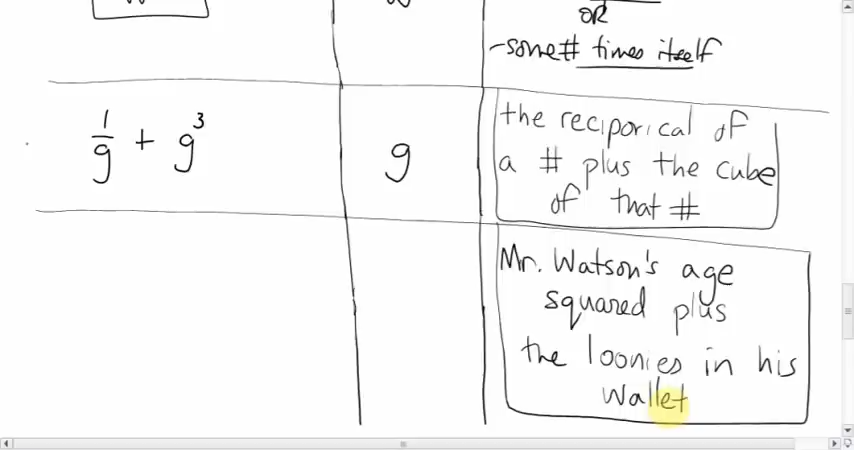 OR
-some# times itself
1/g + g³
g
the reciporical of
a # plus the cube
of that #
Mr. Watson's age
squared plus
the loonies in his
wallet